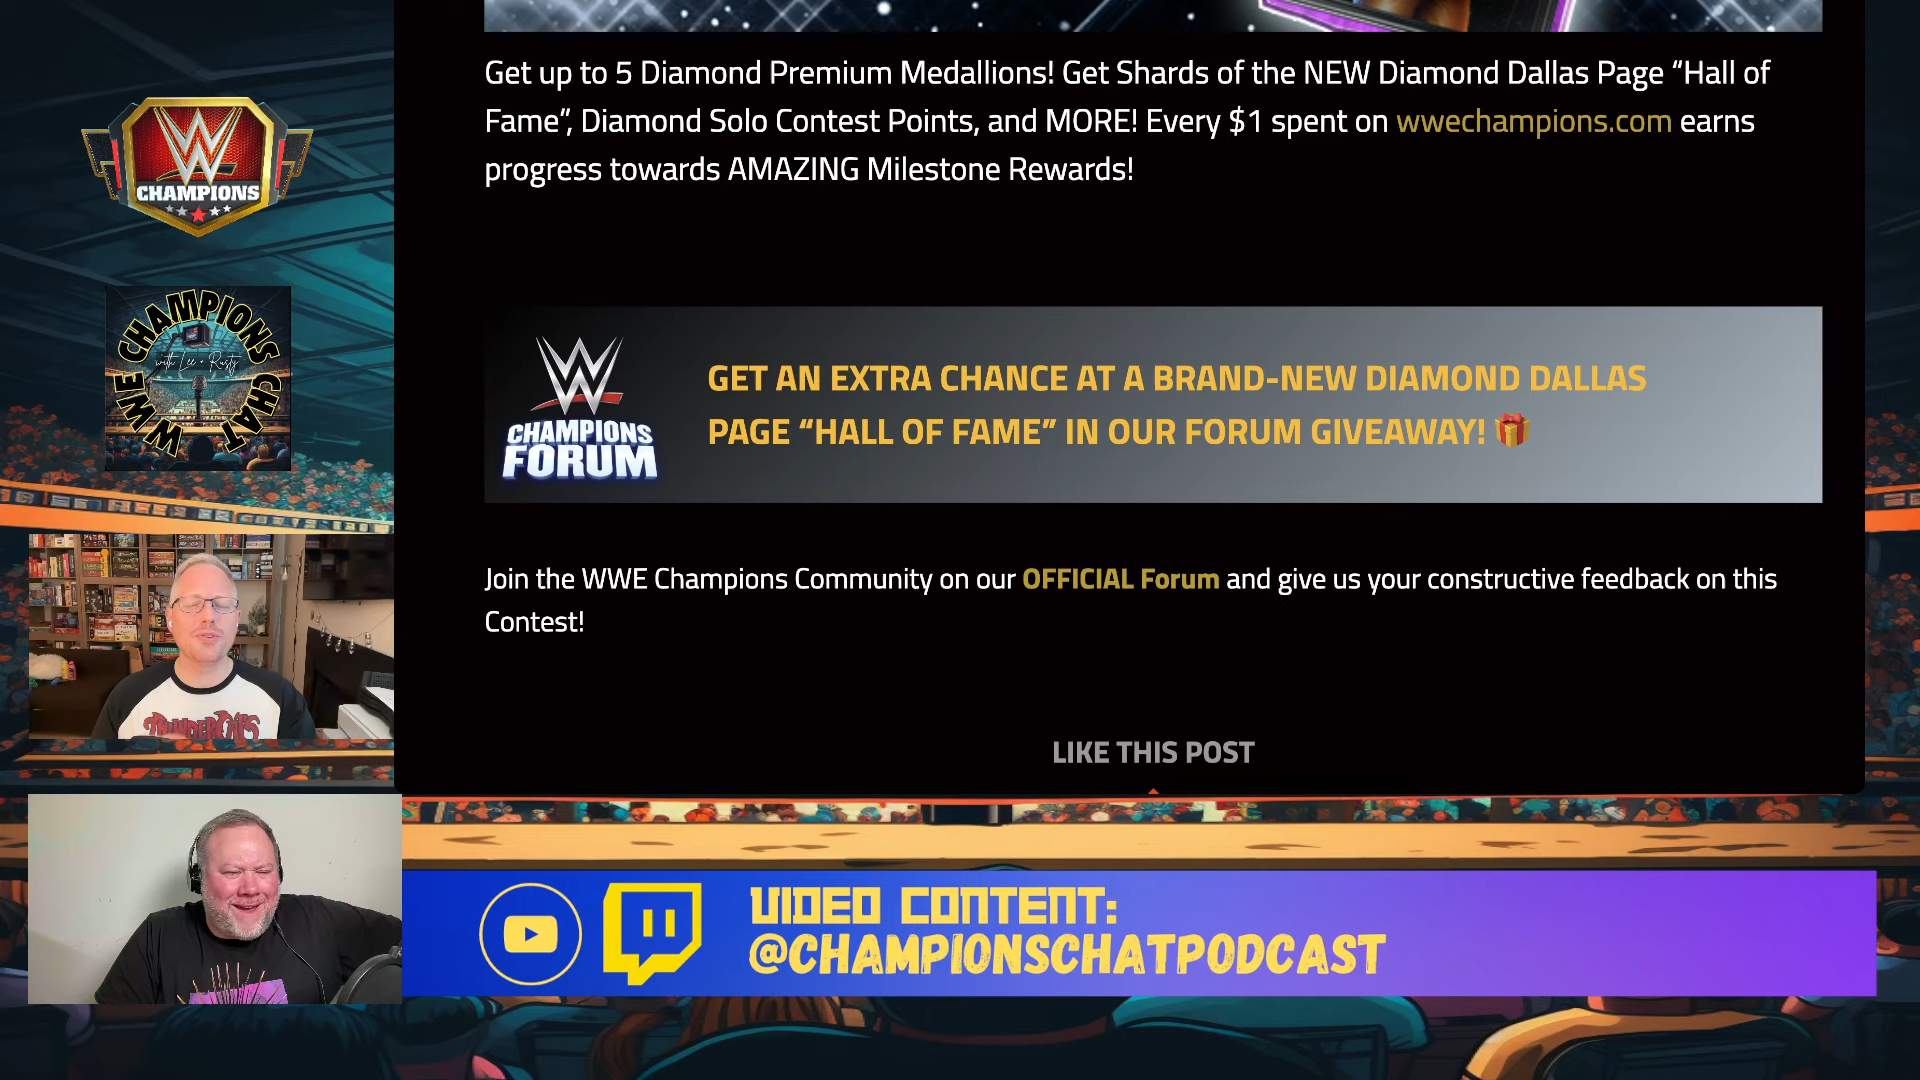 Get up to 5 Diamond Premium Medallions! Get Shards of the NEW Diamond Dallas Page “Hall of
Fame”, Diamond Solo Contest Points, and MORE! Every $1 spent on wwechampions.com earns
progress towards AMAZING Milestone Rewards!
W
CHAMPIONS
WWE CHAMPIONS CHAT
with Lee + Rusty
W
CHAMPIONS
FORUM
GET AN EXTRA CHANCE AT A BRAND-NEW DIAMOND DALLAS
PAGE “HALL OF FAME” IN OUR FORUM GIVEAWAY! 🎁
Join the WWE Champions Community on our OFFICIAL Forum and give us your constructive feedback on this
Contest!
THUNDERCATS
LIKE THIS POST
VIDEO CONTENT:
@CHAMPIONSCHATPODCAST